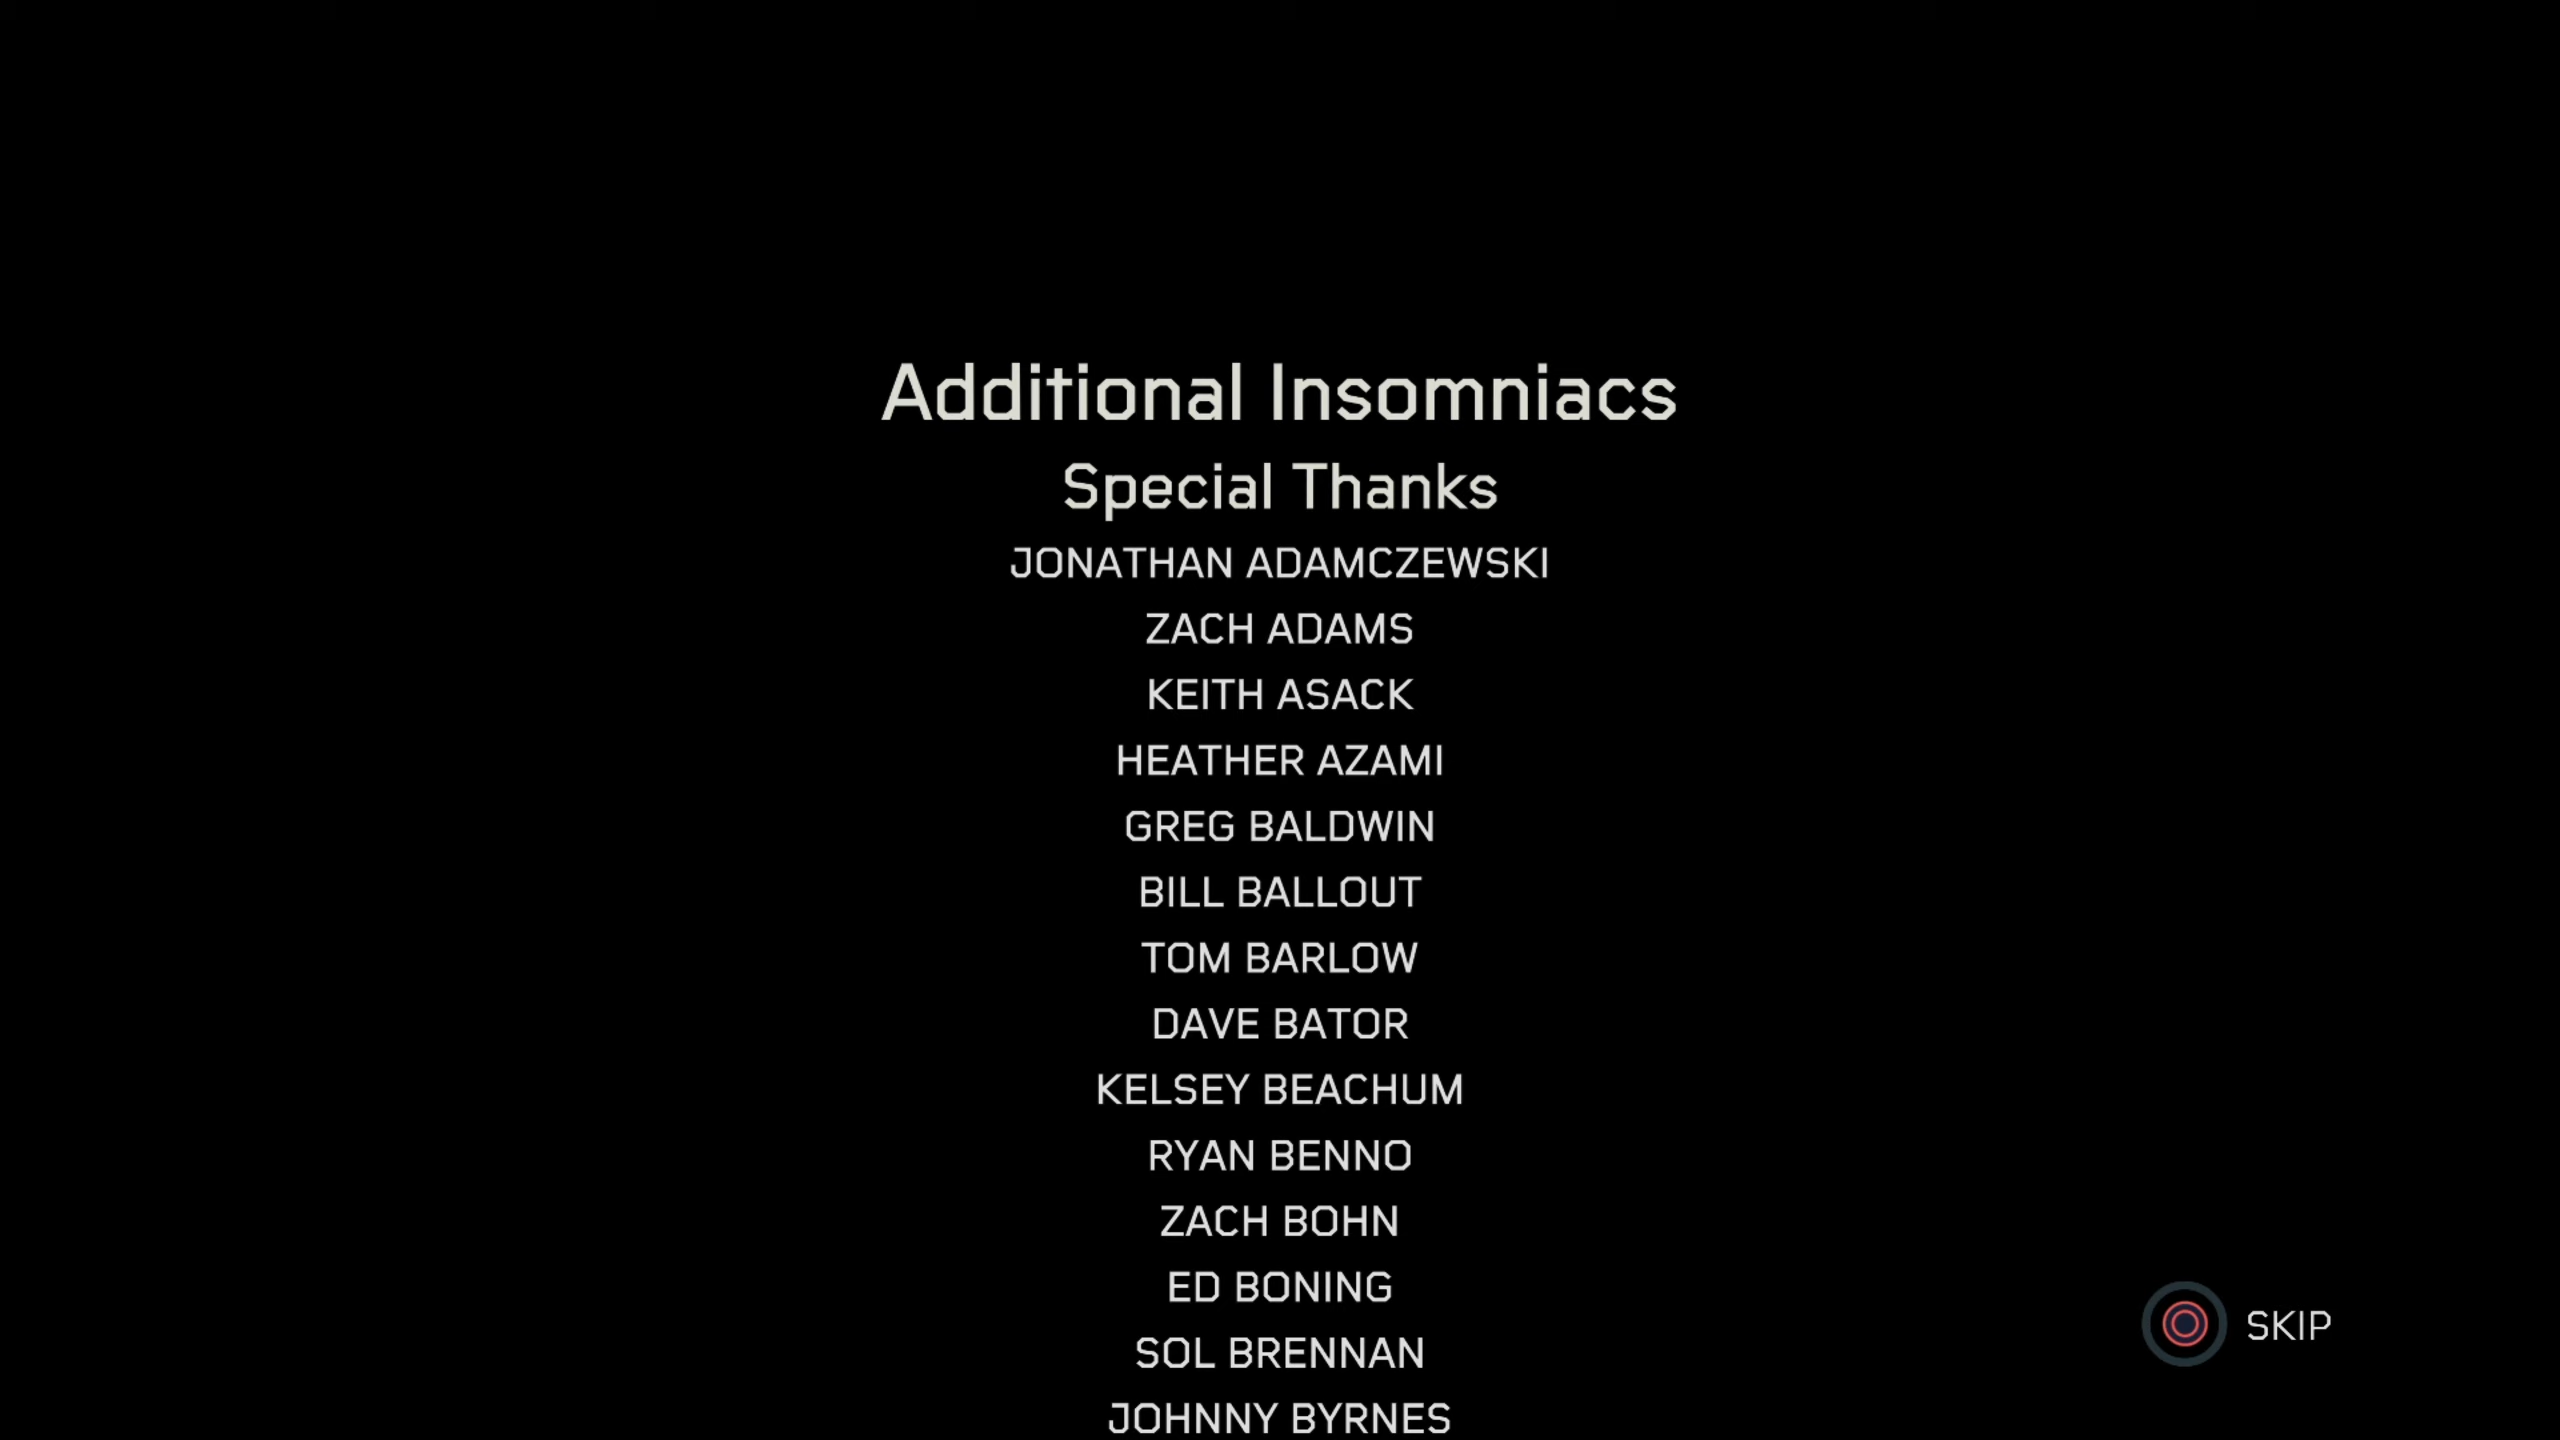 Additional Insomniacs
Special Thanks
JONATHAN ADAMCZEWSKI
ZACH ADAMS
KEITH ASACK
HEATHER AZAMI
GREG BALDWIN
BILL BALLOUT
TOM BARLOW
DAVE BATOR
KELSEY BEACHUM
RYAN BENNO
ZACH BOHN
ED BONING
SOL BRENNAN
JOHNNY BYRNES
SKIP